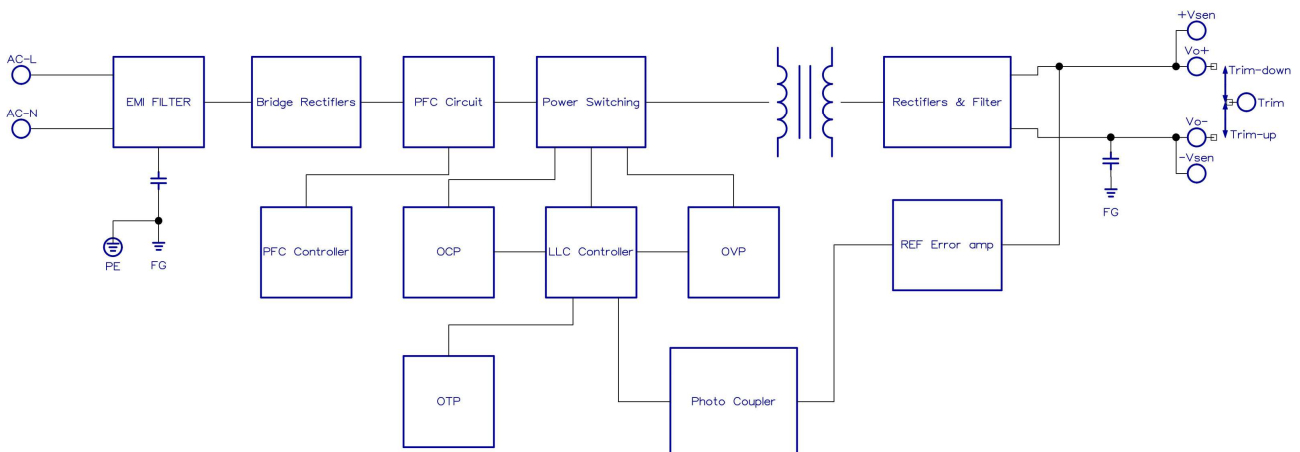 +Vsen
AC-L
Vo+
EMI FILTER
Bridge Rectifiers
PFC Circuit
Power Switching
Rectifiers & Filter
Trim-down
Trim
AC-N
Vo-
Trim-up
-Vsen
FG
PE
FG
PFC Controller
OCP
LLC Controller
OVP
REF Error amp
OTP
Photo Coupler